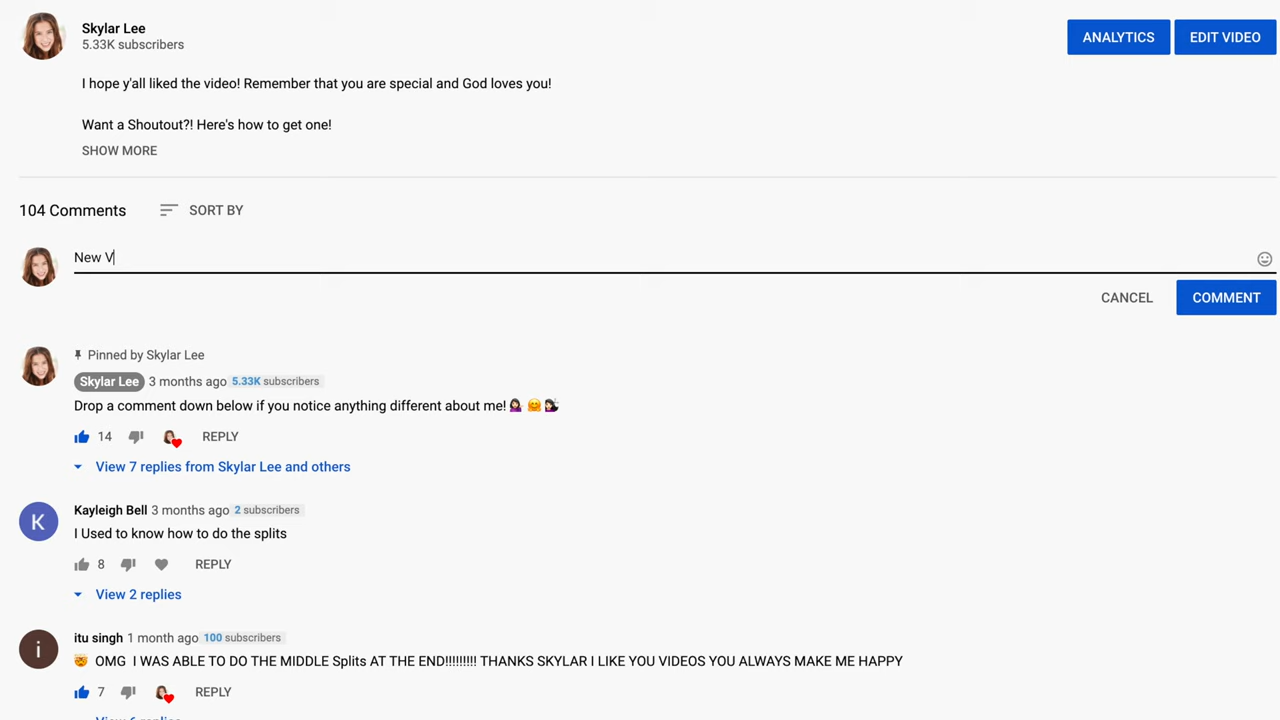 Skylar Lee
5.33K subscribers
ANALYTICS
EDIT VIDEO
I hope y'all liked the video! Remember that you are special and God loves you!
Want a Shoutout?! Here's how to get one!
SHOW MORE
104 Comments
SORT BY
New V
CANCEL
COMMENT
Pinned by Skylar Lee
Skylar Lee 3 months ago 5.33K subscribers
Drop a comment down below if you notice anything different about me! 💁🏻‍♀️ 🤗 💇🏻‍♀️
14
REPLY
View 7 replies from Skylar Lee and others
K
Kayleigh Bell 3 months ago 2 subscribers
I Used to know how to do the splits
8
REPLY
View 2 replies
i
itu singh 1 month ago 100 subscribers
🤯 OMG I WAS ABLE TO DO THE MIDDLE Splits AT THE END!!!!!!!!! THANKS SKYLAR I LIKE YOU VIDEOS YOU ALWAYS MAKE ME HAPPY
7
REPLY